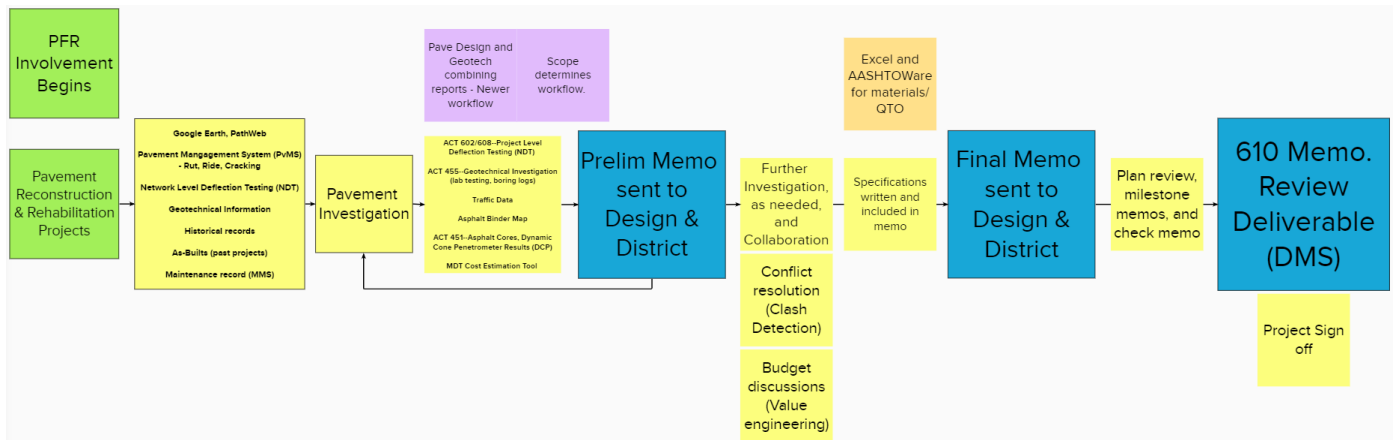 PFR
Involvement
Begins
Pavement
Reconstruction
& Rehabilitation
Projects
Google Earth, PathWeb
Pavement Mangagement System (PvMS)
- Rut, Ride, Cracking
Network Level Deflection Testing (NDT)
Geotechnical Information
Historical records
As-Builts (past projects)
Maintenance record (MMS)
Pavement
Investigation
Pave Design and
Geotech
combining
reports - Newer
workflow
Scope
determines
workflow.
ACT 602/608--Project Level
Deflection Testing (NDT)
ACT 455--Geotechnical Investigation
(lab testing, boring logs)
Traffic Data
Asphalt Binder Map
ACT 451--Asphalt Cores, Dynamic
Cone Penetrometer Results (DCP)
MDT Cost Estimation Tool
Prelim Memo
sent to
Design &
District
Further
Investigation,
as needed,
and
Collaboration
Conflict
resolution
(Clash
Detection)
Budget
discussions
(Value
engineering)
Excel and
AASHTOWare
for materials/
QTO
Specifications
written and
included in
memo
Final Memo
sent to
Design &
District
Plan review,
milestone
memos, and
check memo
610 Memo.
Review
Deliverable
(DMS)
Project Sign
off